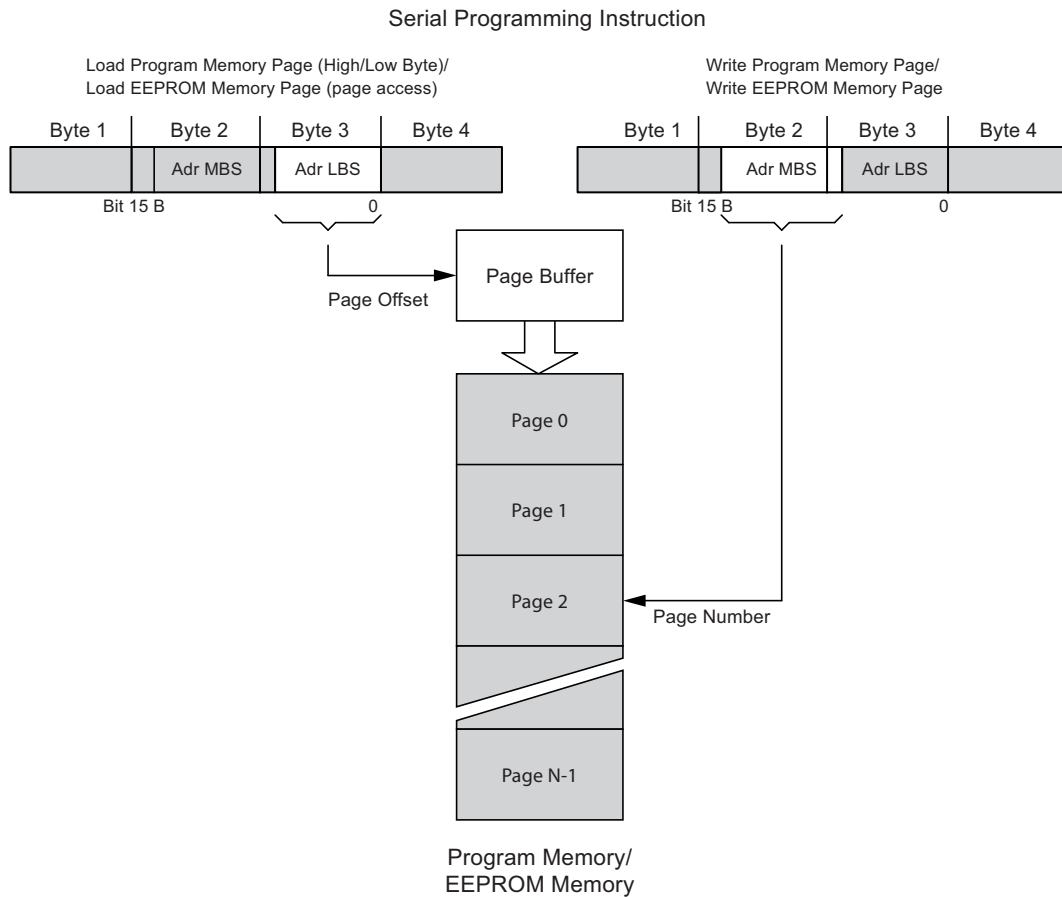 Serial Programming Instruction
Load Program Memory Page (High/Low Byte)/
Load EEPROM Memory Page (page access)
Byte 1 Byte 2 Byte 3 Byte 4
Adr MBS Adr LBS
Bit 15 B 0
Write Program Memory Page/
Write EEPROM Memory Page
Byte 1 Byte 2 Byte 3 Byte 4
Adr MBS Adr LBS
Bit 15 B 0
Page Offset
Page Buffer
Page 0
Page 1
Page 2
Page Number
Page N-1
Program Memory/
EEPROM Memory